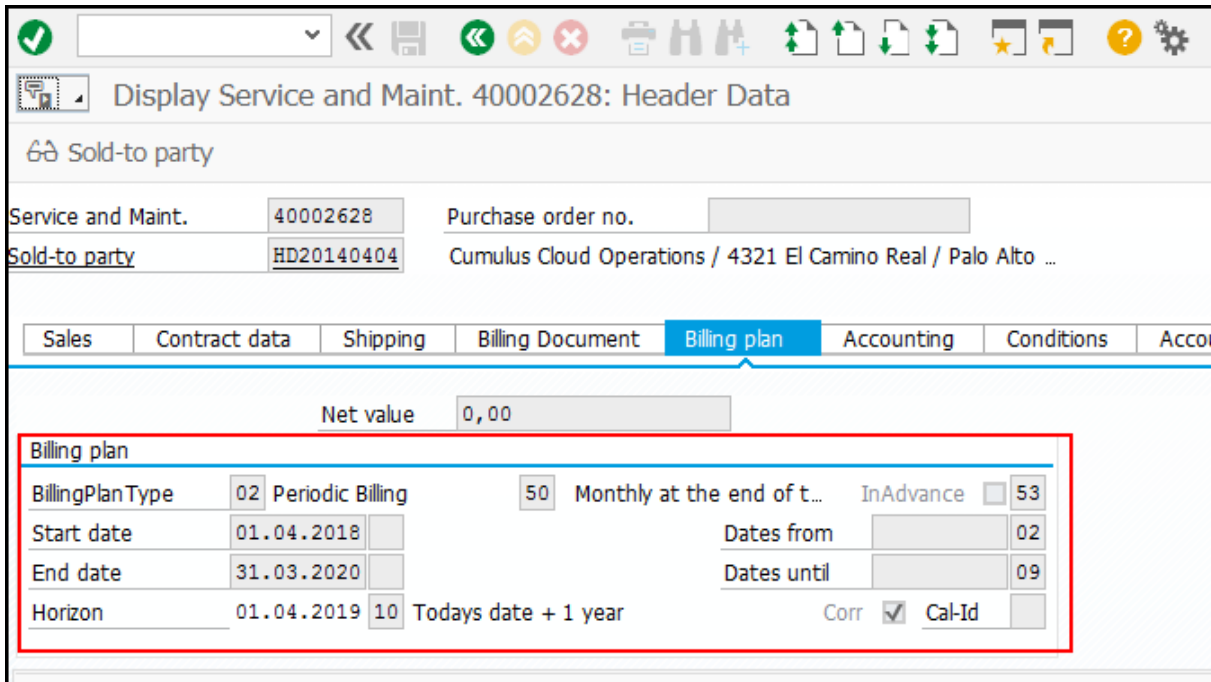 Display Service and Maint. 40002628: Header Data
Sold-to party
Service and Maint. 40002628 Purchase order no.
Sold-to party HD20140404 Cumulus Cloud Operations / 4321 El Camino Real / Palo Alto ...
Sales Contract data Shipping Billing Document Billing plan Accounting Conditions Accou
Net value 0,00
Billing plan
BillingPlanType 02 Periodic Billing 50 Monthly at the end of t... InAdvance 53
Start date 01.04.2018 Dates from 02
End date 31.03.2020 Dates until 09
Horizon 01.04.2019 10 Todays date + 1 year Corr Cal-Id